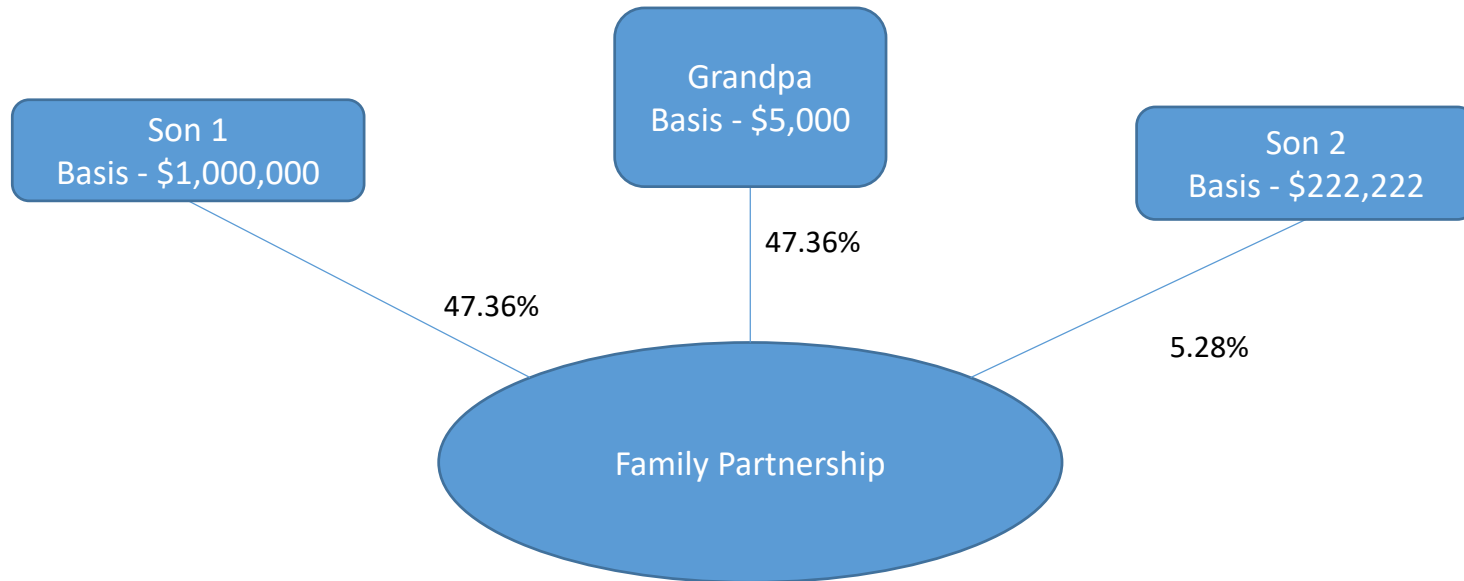 Grandpa
Basis - $5,000
Son 1
Basis - $1,000,000
Son 2
Basis - $222,222
47.36%
47.36%
5.28%
Family Partnership